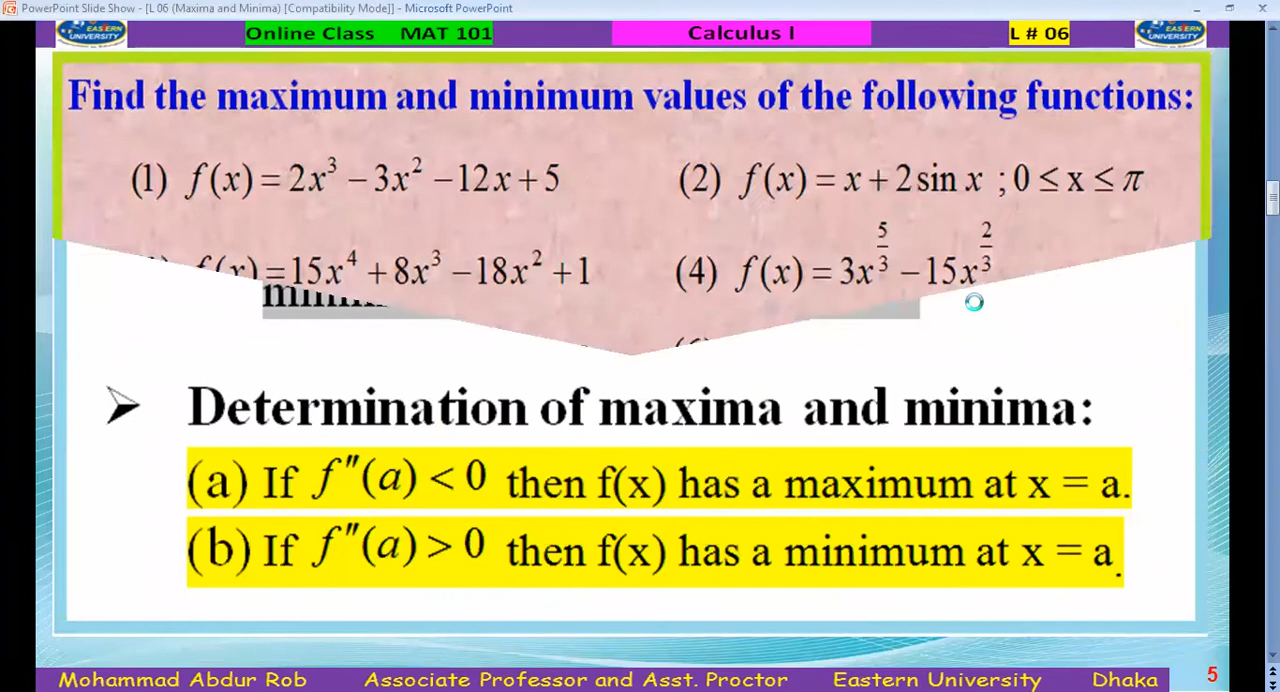 PowerPoint Slide Show - [L 06 (Maxima and Minima) [Compatibility Mode]] - Microsoft PowerPoint
EASTERN UNIVERSITY Online Class MAT 101 Calculus I L # 06 EASTERN UNIVERSITY
Find the maximum and minimum values of the following functions:
(1) f(x) = 2x³ − 3x² − 12x + 5 (2) f(x) = x + 2 sin x ; 0 ≤ x ≤ π
f(x) = 15x⁴ + 8x³ − 18x² + 1 (4) f(x) = 3x^{5/3} − 15x^{2/3}
➢ Determination of maxima and minima:
(a) If f″(a) < 0 then f(x) has a maximum at x = a.
(b) If f″(a) > 0 then f(x) has a minimum at x = a.
Mohammad Abdur Rob Associate Professor and Asst. Proctor Eastern University Dhaka 5